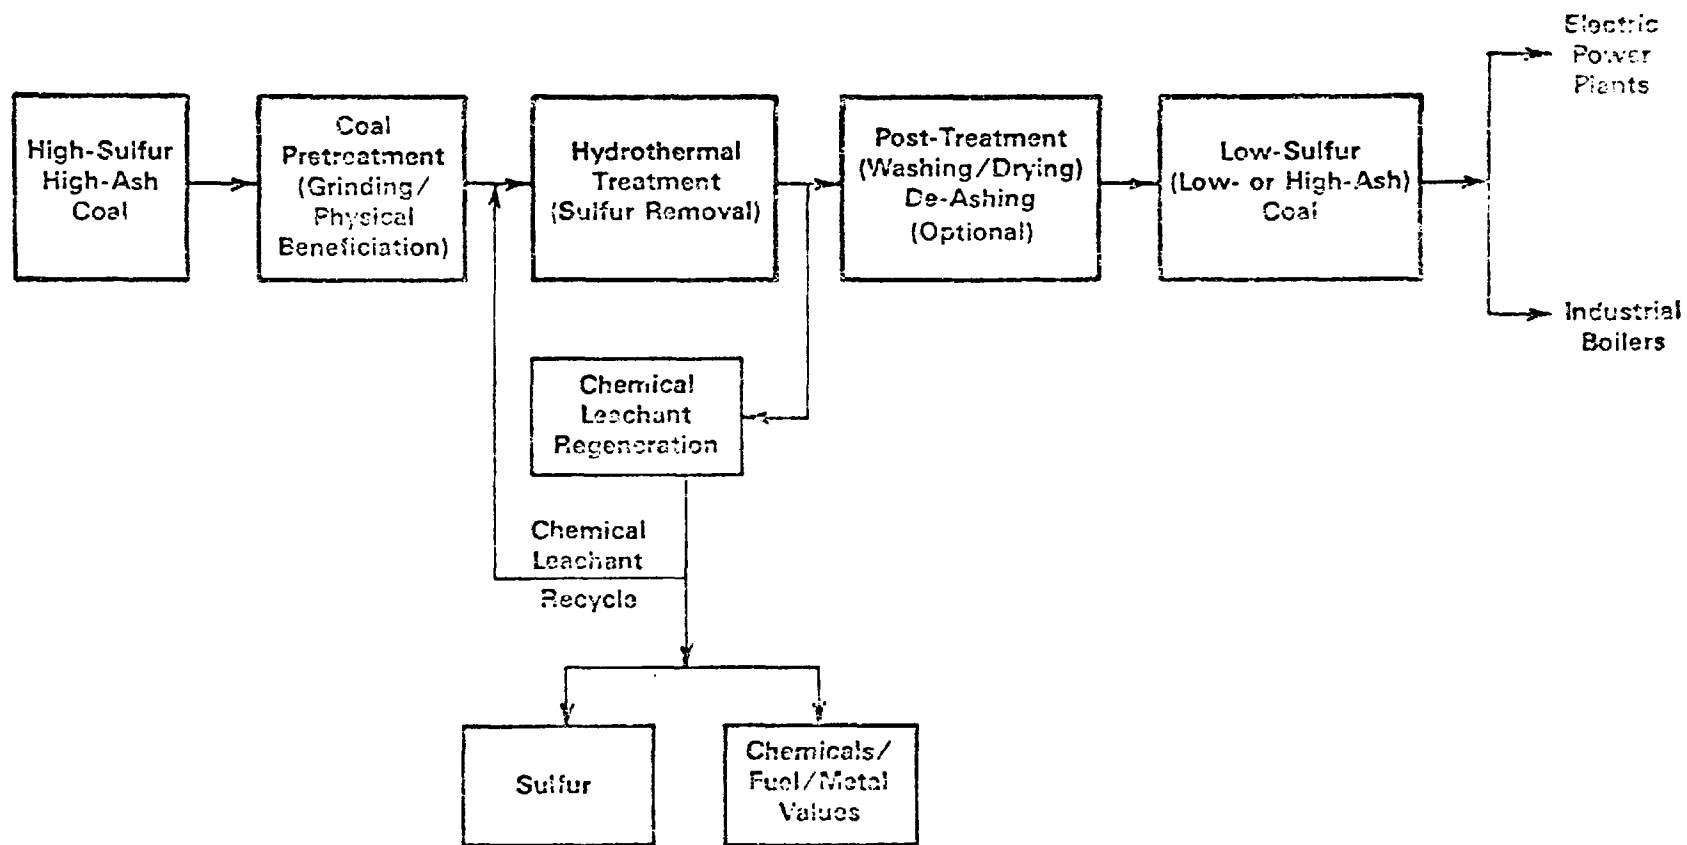 High-Sulfur
High-Ash
Coal
Coal
Pretreatment
(Grinding/
Physical
Beneficiation)
Hydrothermal
Treatment
(Sulfur Removal)
Post-Treatment
(Washing/Drying)
De-Ashing
(Optional)
Low-Sulfur
(Low- or High-Ash)
Coal
Electric
Power
Plants
Industrial
Boilers
Chemical
Leachant
Regeneration
Chemical
Leachant
Recycle
Sulfur
Chemicals/
Fuel/Metal
Values